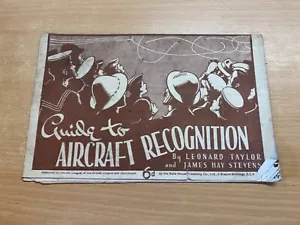 Guide to
AIRCRAFT RECOGNITION
By LEONARD TAYLOR
and JAMES HAY STEVENS
6d